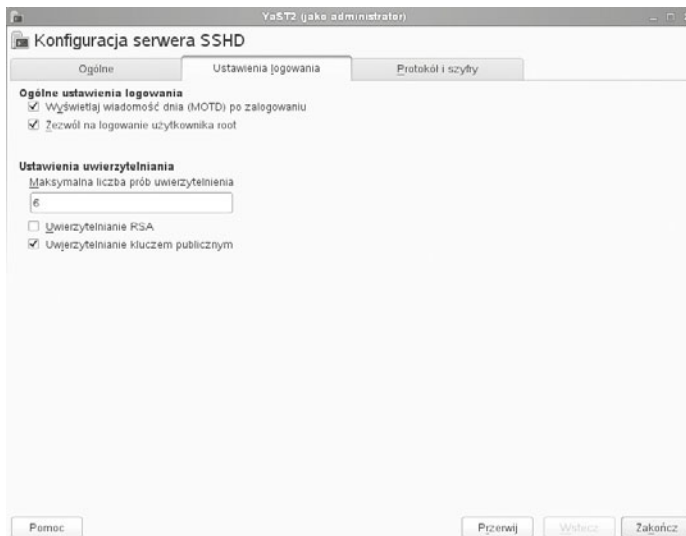 YaST2 (jako administrator)
Konfiguracja serwera SSHD
Ogólne
Ustawienia logowania
Protokół i szyfry
Ogólne ustawienia logowania
Wyświetlaj wiadomość dnia (MOTD) po zalogowaniu
Zezwól na logowanie użytkownika root
Ustawienia uwierzytelniania
Maksymalna liczba prób uwierzytelnienia
6
Uwierzytelnianie RSA
Uwierzytelnianie kluczem publicznym
Pomoc
Przerwij
Wstecz
Zakończ